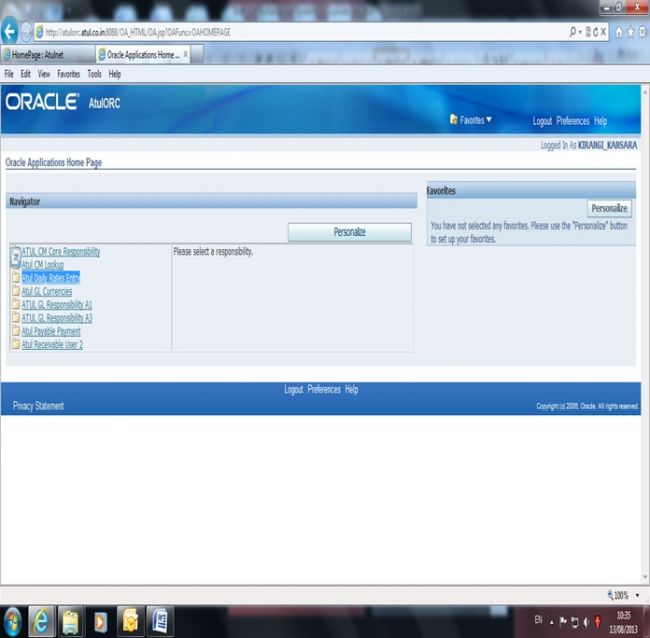 http://atulorc.atul.co.in:8088/OA_HTML/OA.jsp?OAFunc=OAHOMEPAGE
HomePage : Atulnet
Oracle Applications Home ... X
File Edit View Favorites Tools Help
ORACLE AtulORC
Favorites
Logout Preferences Help
Logged In As KIRANGI_KANSARA
Oracle Applications Home Page
Navigator
Personalize
ATUL CM Core Responsibility
Atul CM Lookup
Atul Daily Rates Entry
Atul GL Currencies
ATUL GL Responsibility A1
ATUL GL Responsibility A3
Atul Payable Payment
Atul Receivable User 2
Please select a responsibility.
Favorites
Personalize
You have not selected any favorites. Please use the "Personalize" button
to set up your favorites.
Logout Preferences Help
Privacy Statement
Copyright (c) 2006, Oracle. All rights reserved.
100%
EN
10:35
13/08/2013